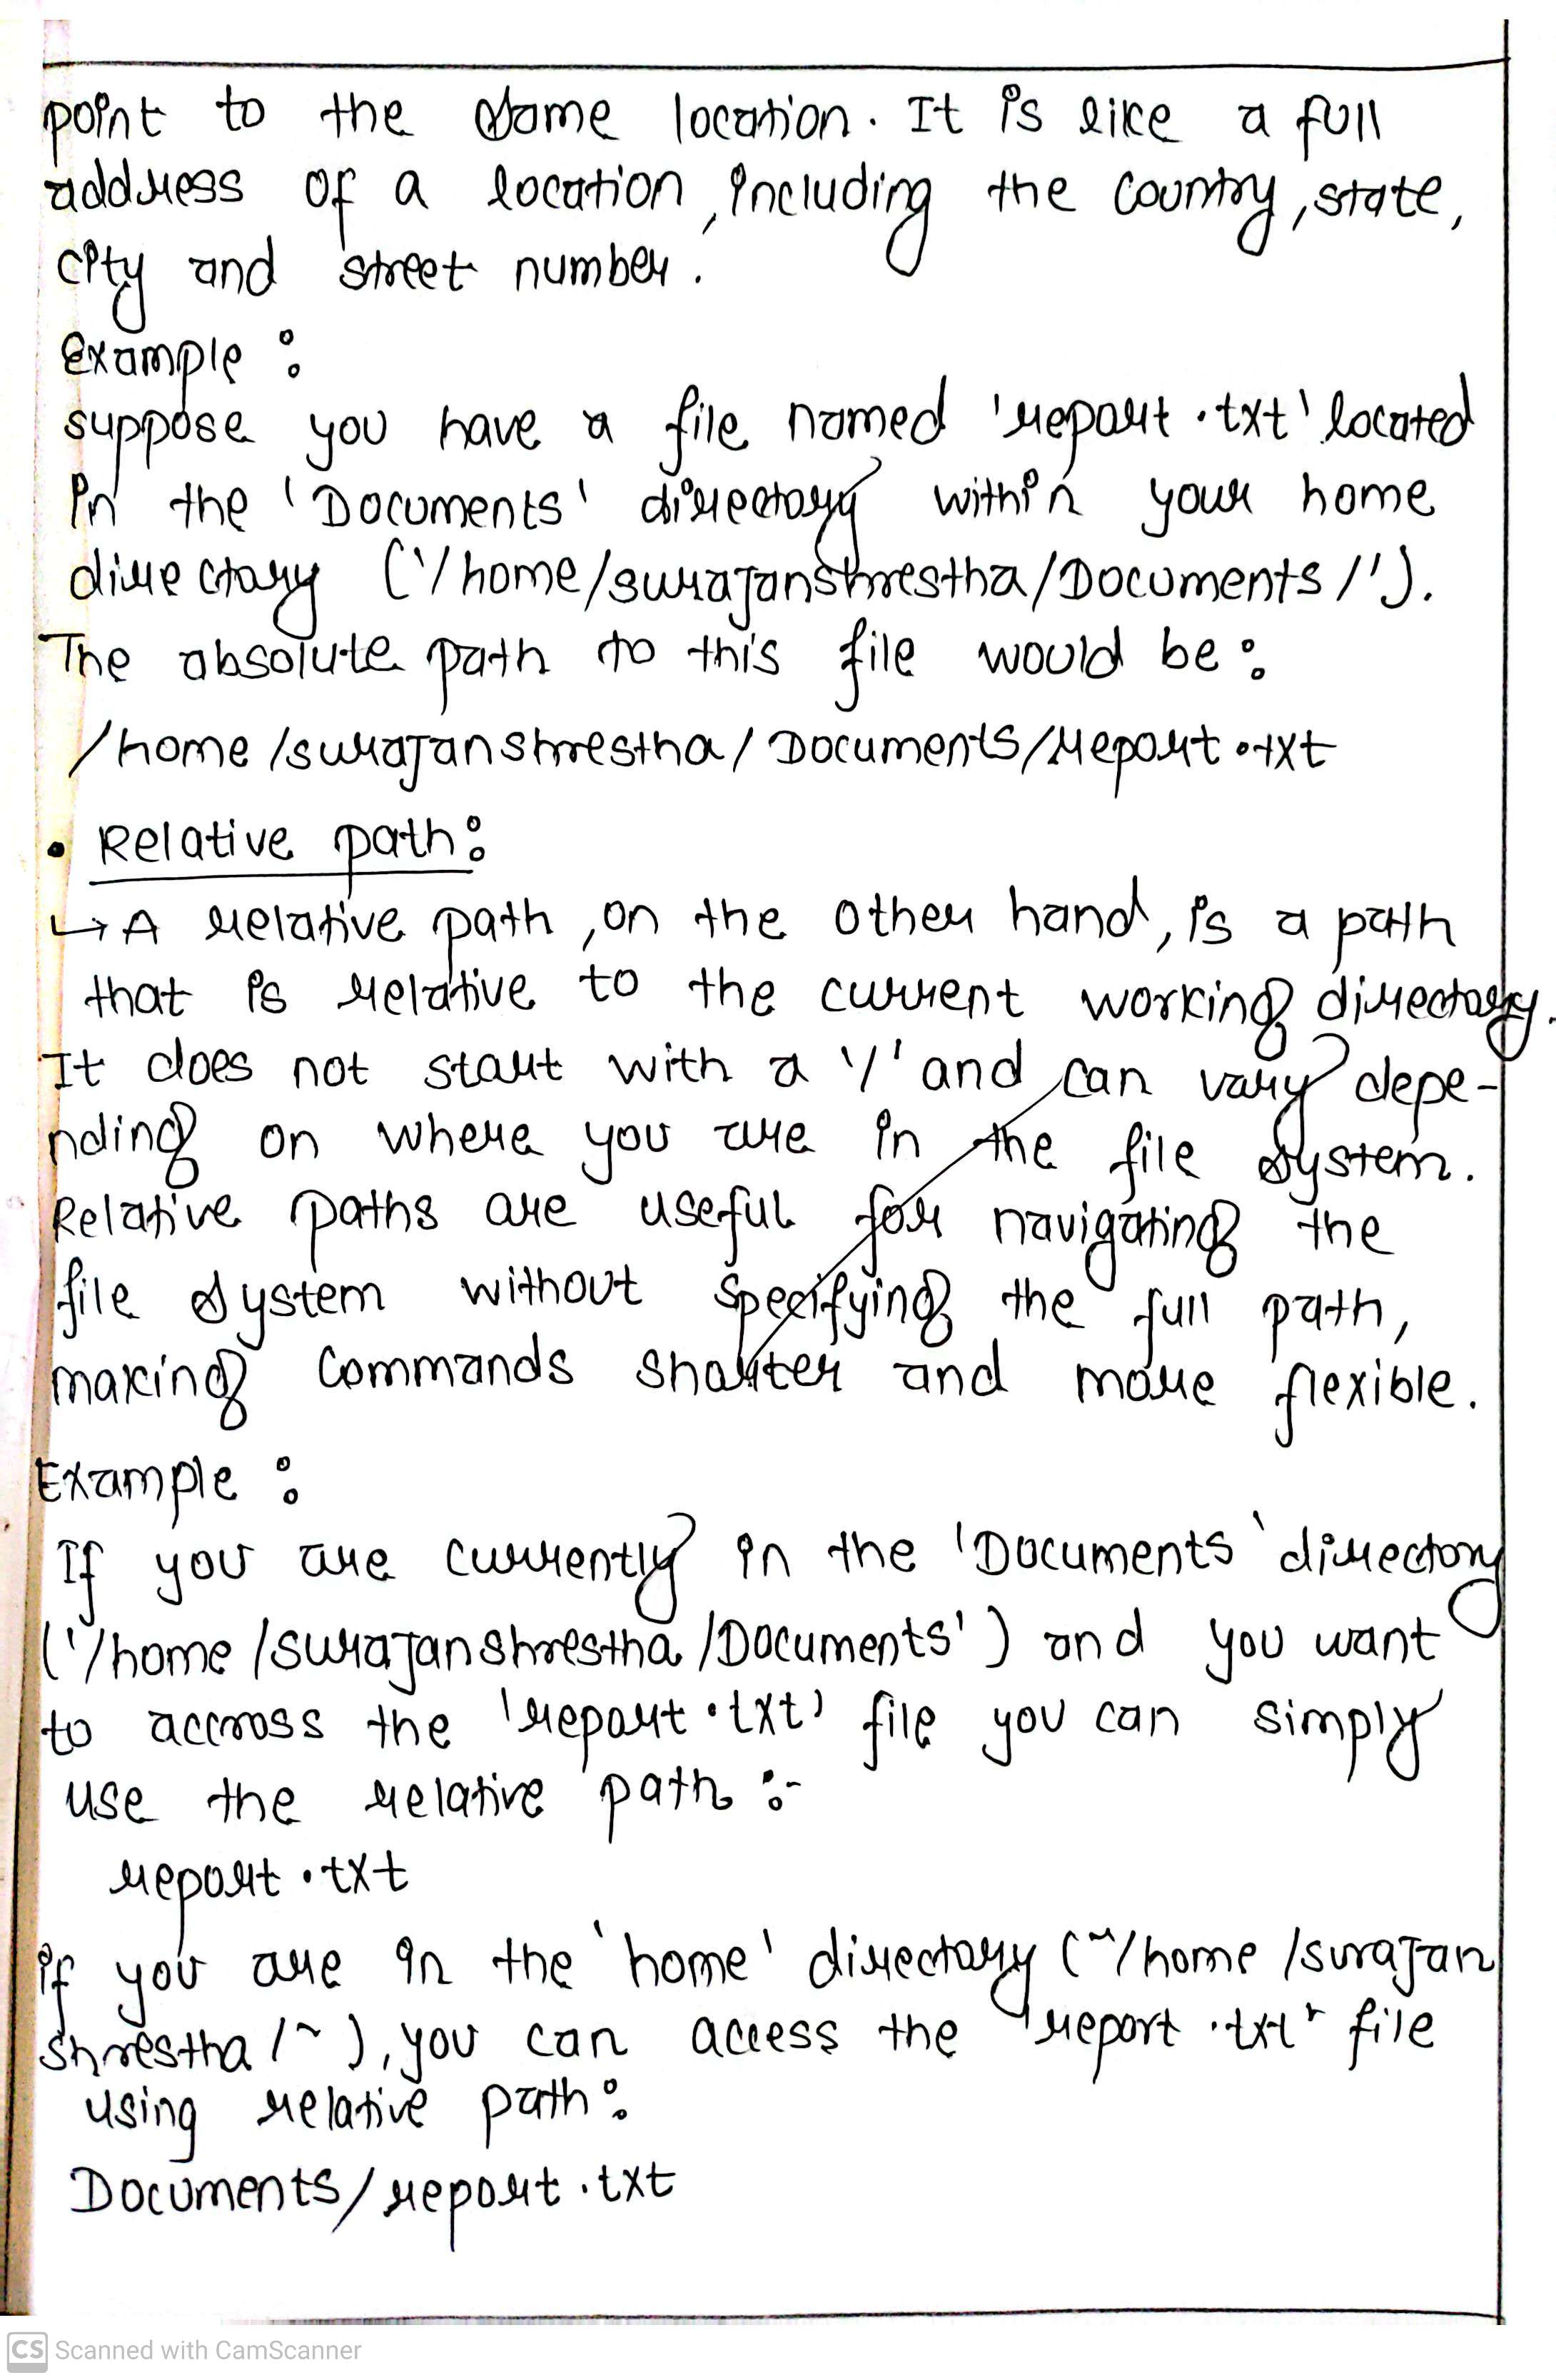 point to the same location. It is like a full
address of a location, including the country, state,
city and street number.
Example :
suppose you have a file named 'report.txt' located
in the 'Documents' directory within your home
directory ('/home/surajanshrestha/Documents/').
The absolute path to this file would be :
/home/surajanshrestha/Documents/report.txt
• Relative path:
↳ A relative path, on the other hand, is a path
that is relative to the current working directory.
It does not start with a '/' and can vary depe-
nding on where you are in the file system.
Relative paths are useful for navigating the
file system without specifying the full path,
making commands shorter and more flexible.
Example :
If you are currently in the 'Documents' directory
('/home/surajanshrestha/Documents') and you want
to accross the 'report.txt' file you can simply
use the relative path :-
report.txt
if you are in the 'home' directory (~/home/surajan
shrestha/~), you can access the "report.txt" file
using relative path:
Documents/report.txt
CS Scanned with CamScanner